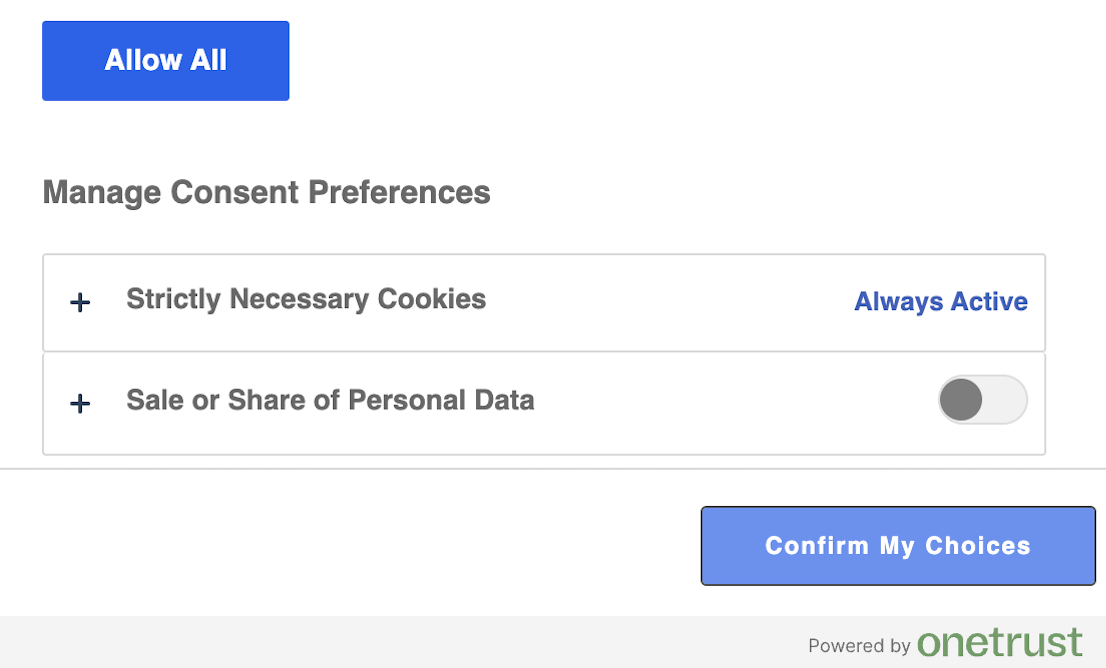 Allow All
Manage Consent Preferences
Strictly Necessary Cookies
Always Active
Sale or Share of Personal Data
Confirm My Choices
Powered by onetrust